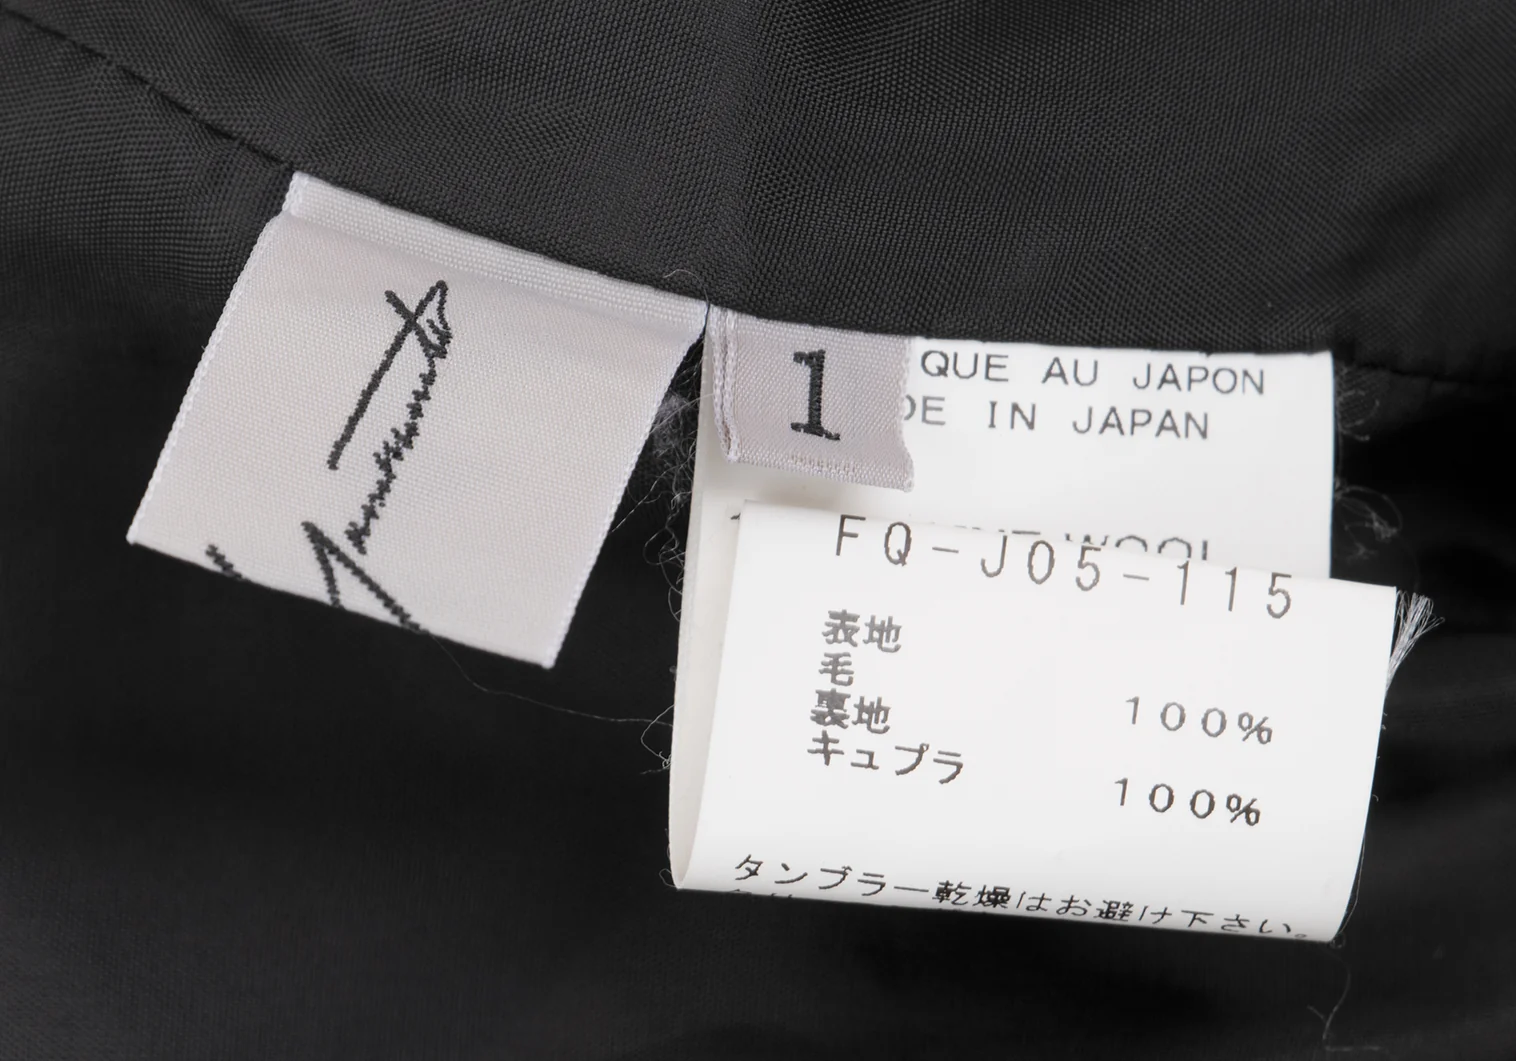 1
QUE AU JAPON
DE IN JAPAN
WOOL
FQ-J05-115
表地
毛 100%
裏地
キュプラ 100%
タンブラー乾燥はお避け下さい。